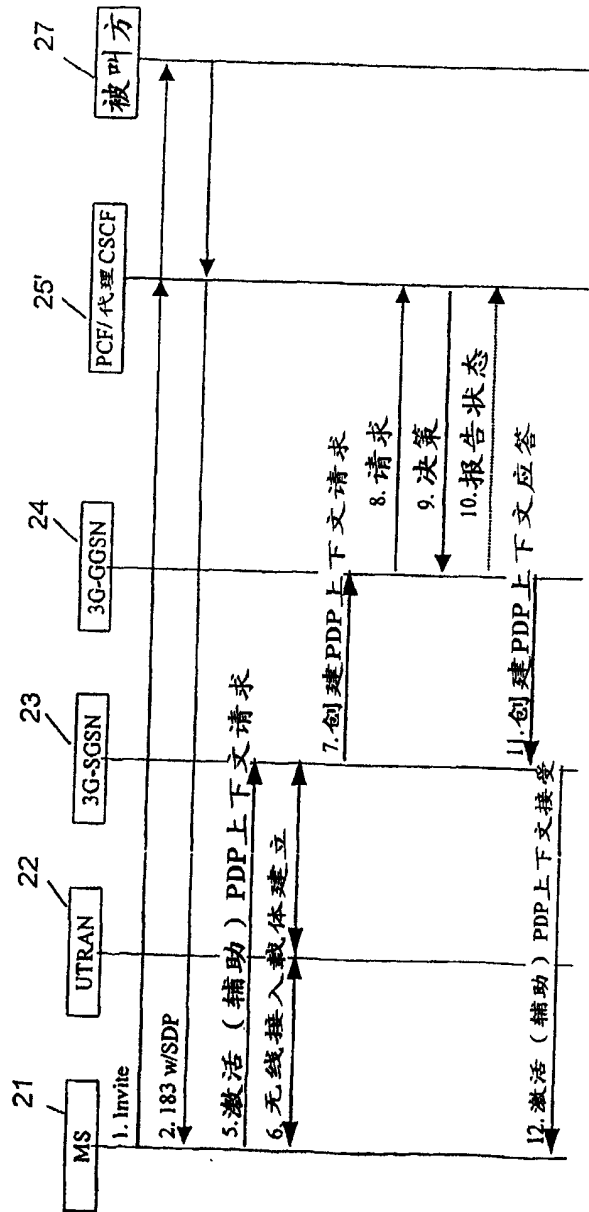 21
MS
22
UTRAN
23
3G-SGSN
24
3G-GGSN
25'
PCF/代理CSCF
27
被叫方
1. Invite
2. 183 w/SDP
5.激活（辅助）PDP上下文请求
6.无线接入载体建立
7.创建PDP上下文请求
8.请求
9.决策
10.报告状态
11.创建PDP上下文应答
12.激活（辅助）PDP上下文接受